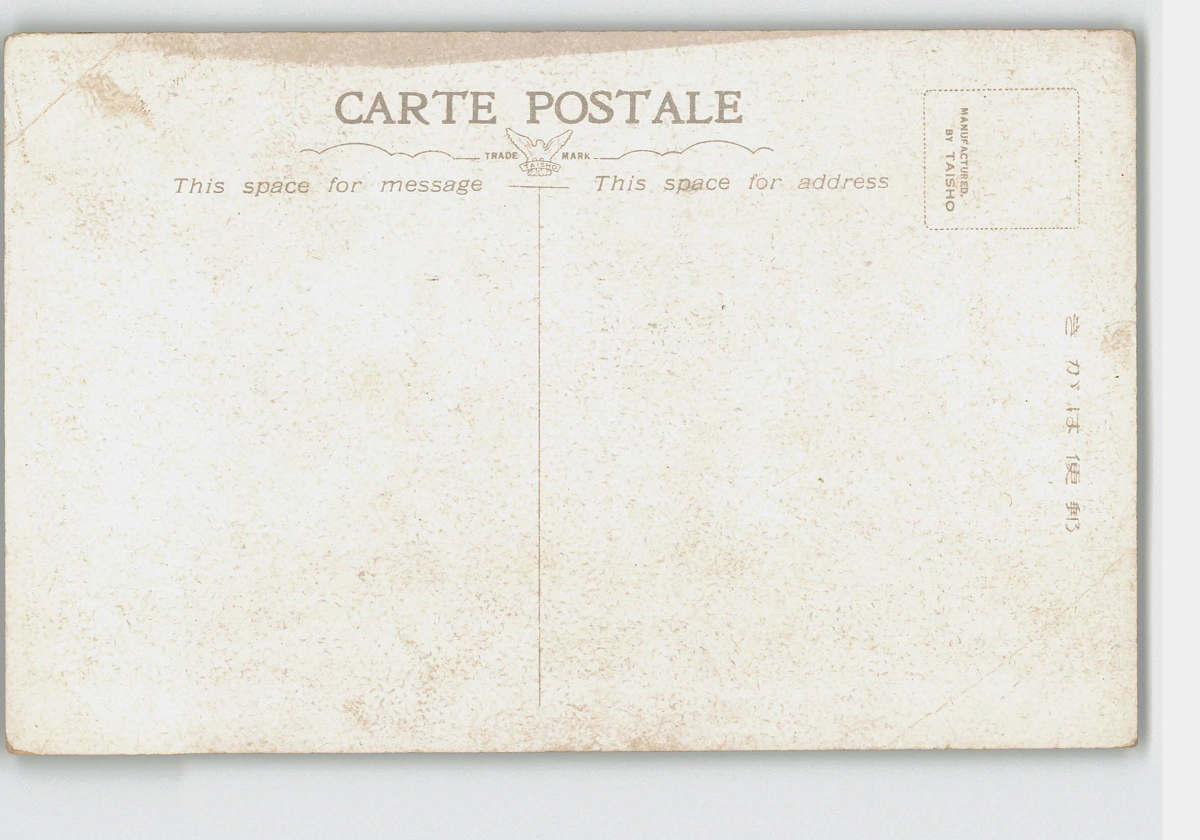 CARTE POSTALE
TRADE MARK
TAISHO
This space for message
This space for address
MANUFACTURED.
BY TAISHO
郵便はがき